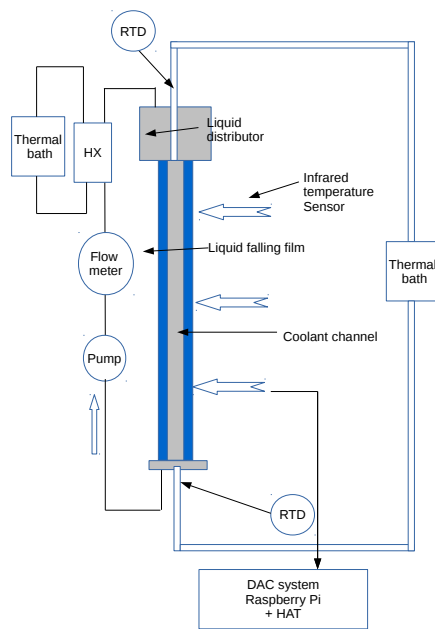 RTD
Liquid
distributor
Thermal
bath
HX
Infrared
temperature
Sensor
Liquid falling film
Flow
meter
Thermal
bath
Coolant channel
Pump
RTD
DAC system
Raspberry Pi
+ HAT